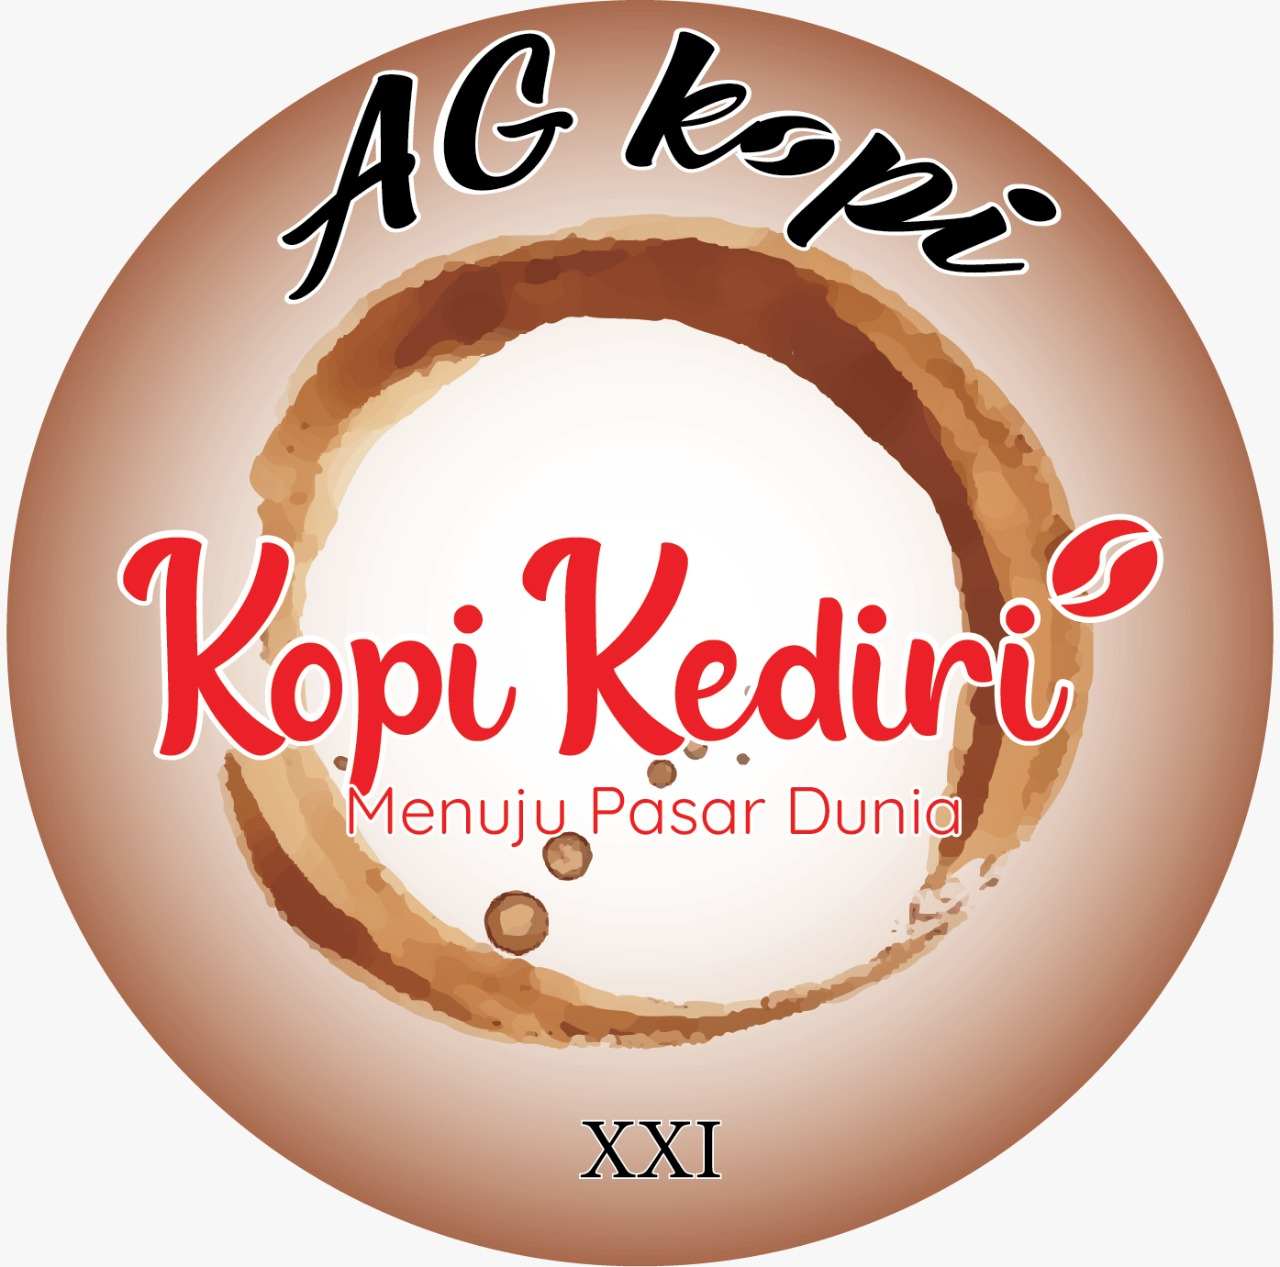 AG kopi
Kopi Kediri
Menuju Pasar Dunia
XXI